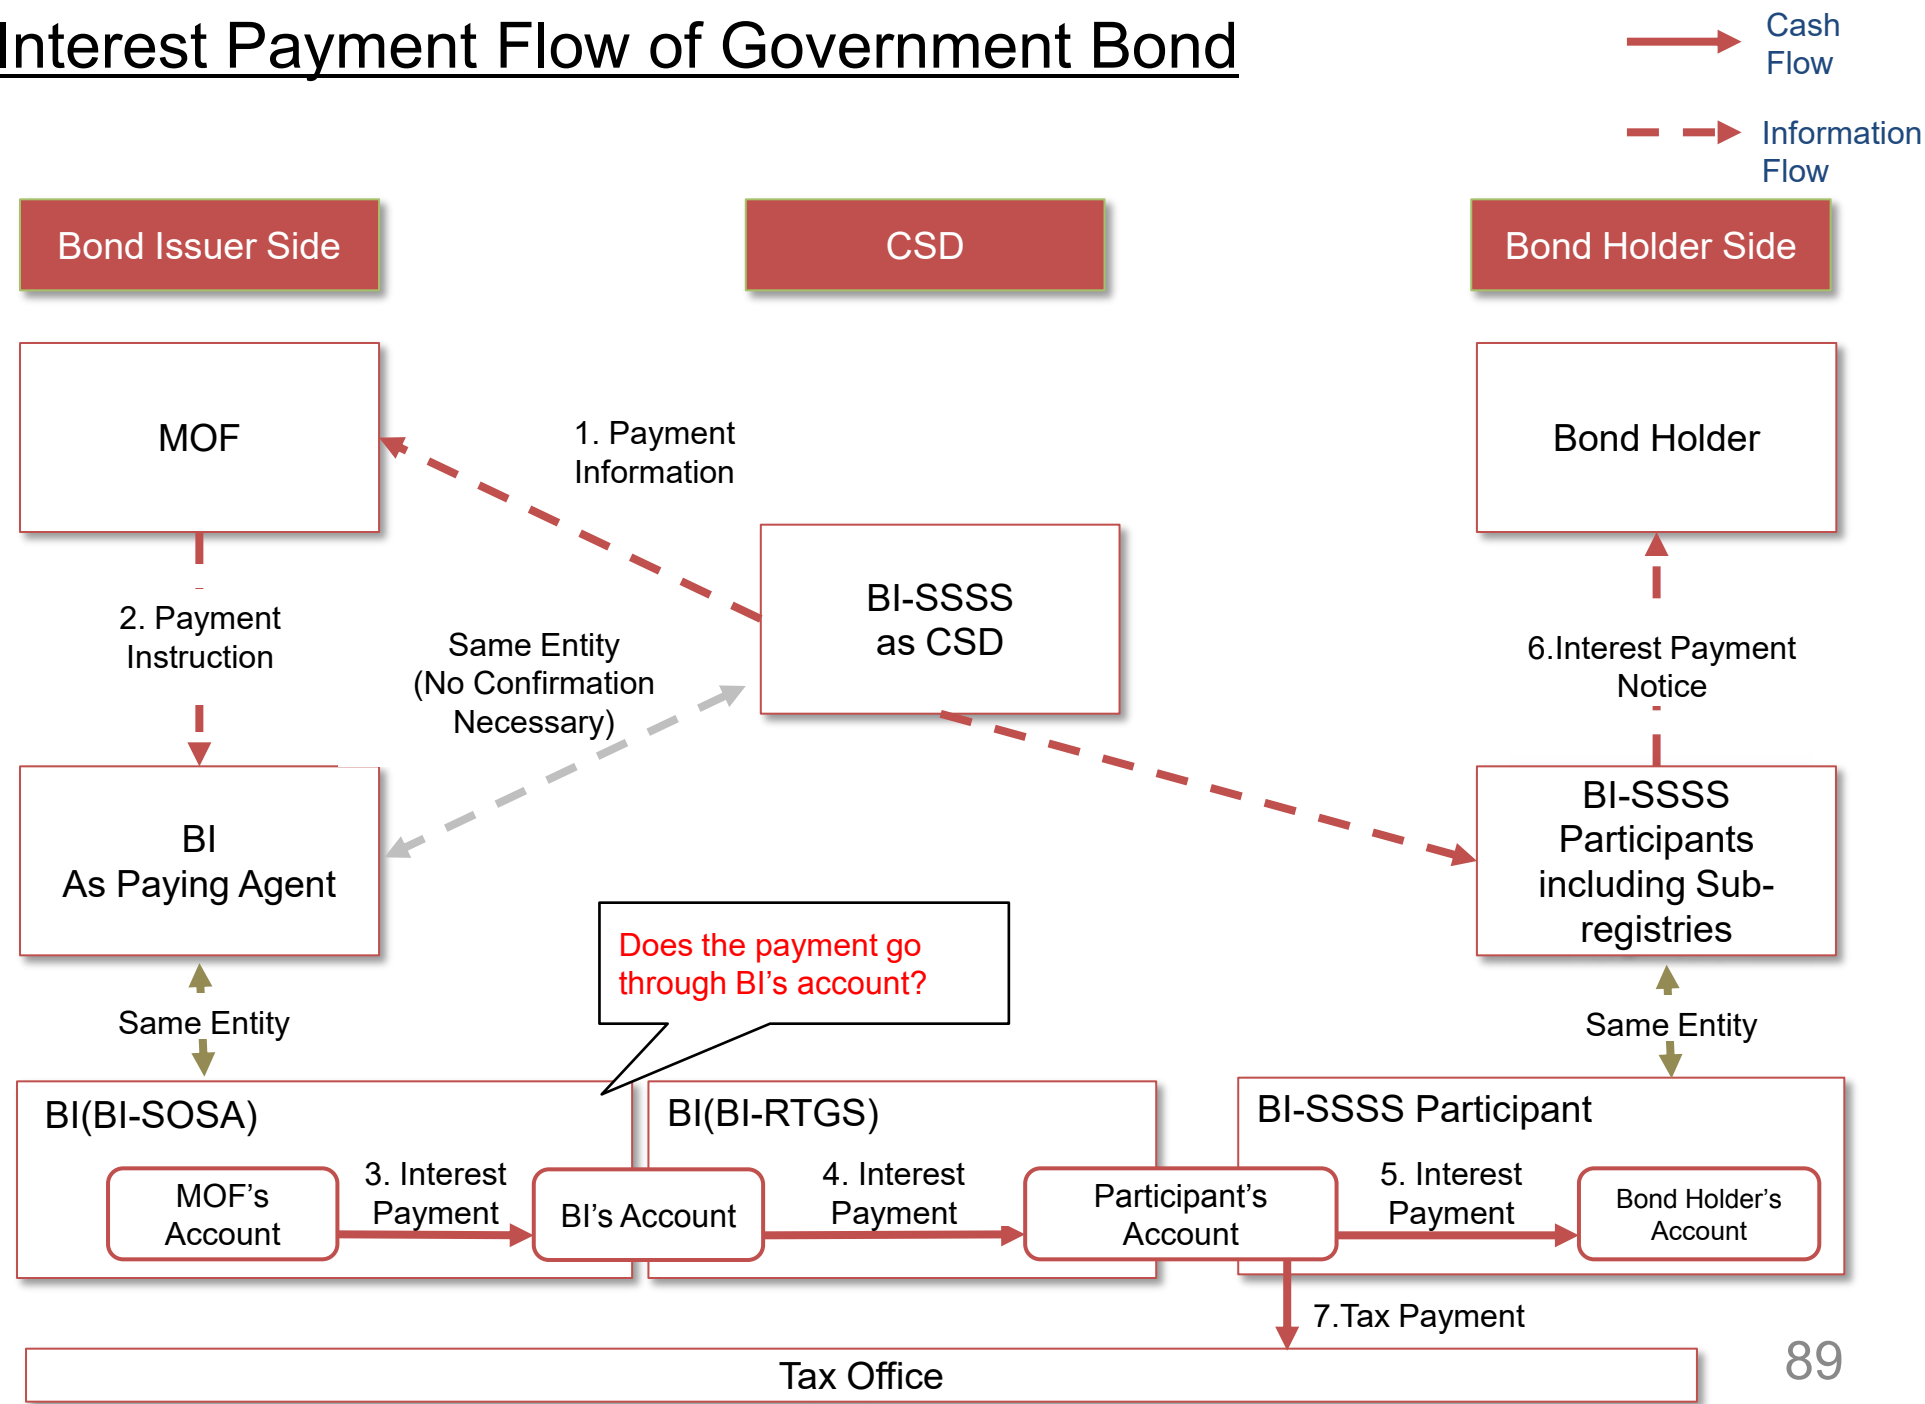 Interest Payment Flow of Government Bond
Cash
Flow
Information
Flow
Bond Issuer Side
CSD
Bond Holder Side
MOF
1. Payment
Information
Bond Holder
BI-SSSS
as CSD
2. Payment
Instruction
Same Entity
(No Confirmation
Necessary)
6.Interest Payment
Notice
BI
As Paying Agent
BI-SSSS
Participants
including Sub-
registries
Does the payment go
through BI’s account?
Same Entity
Same Entity
BI(BI-SOSA)
BI(BI-RTGS)
BI-SSSS Participant
MOF’s
Account
3. Interest
Payment
BI’s Account
4. Interest
Payment
Participant’s
Account
5. Interest
Payment
Bond Holder’s
Account
7.Tax Payment
Tax Office
89